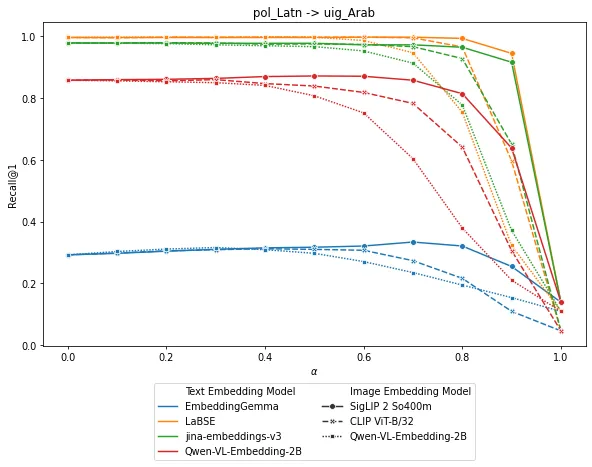 pol_Latn -> uig_Arab
Recall@1
1.0
0.8
0.6
0.4
0.2
0.0
0.0 0.2 0.4 0.6 0.8 1.0
α
Text Embedding Model
EmbeddingGemma
LaBSE
jina-embeddings-v3
Qwen-VL-Embedding-2B
Image Embedding Model
SigLIP 2 So400m
CLIP ViT-B/32
Qwen-VL-Embedding-2B